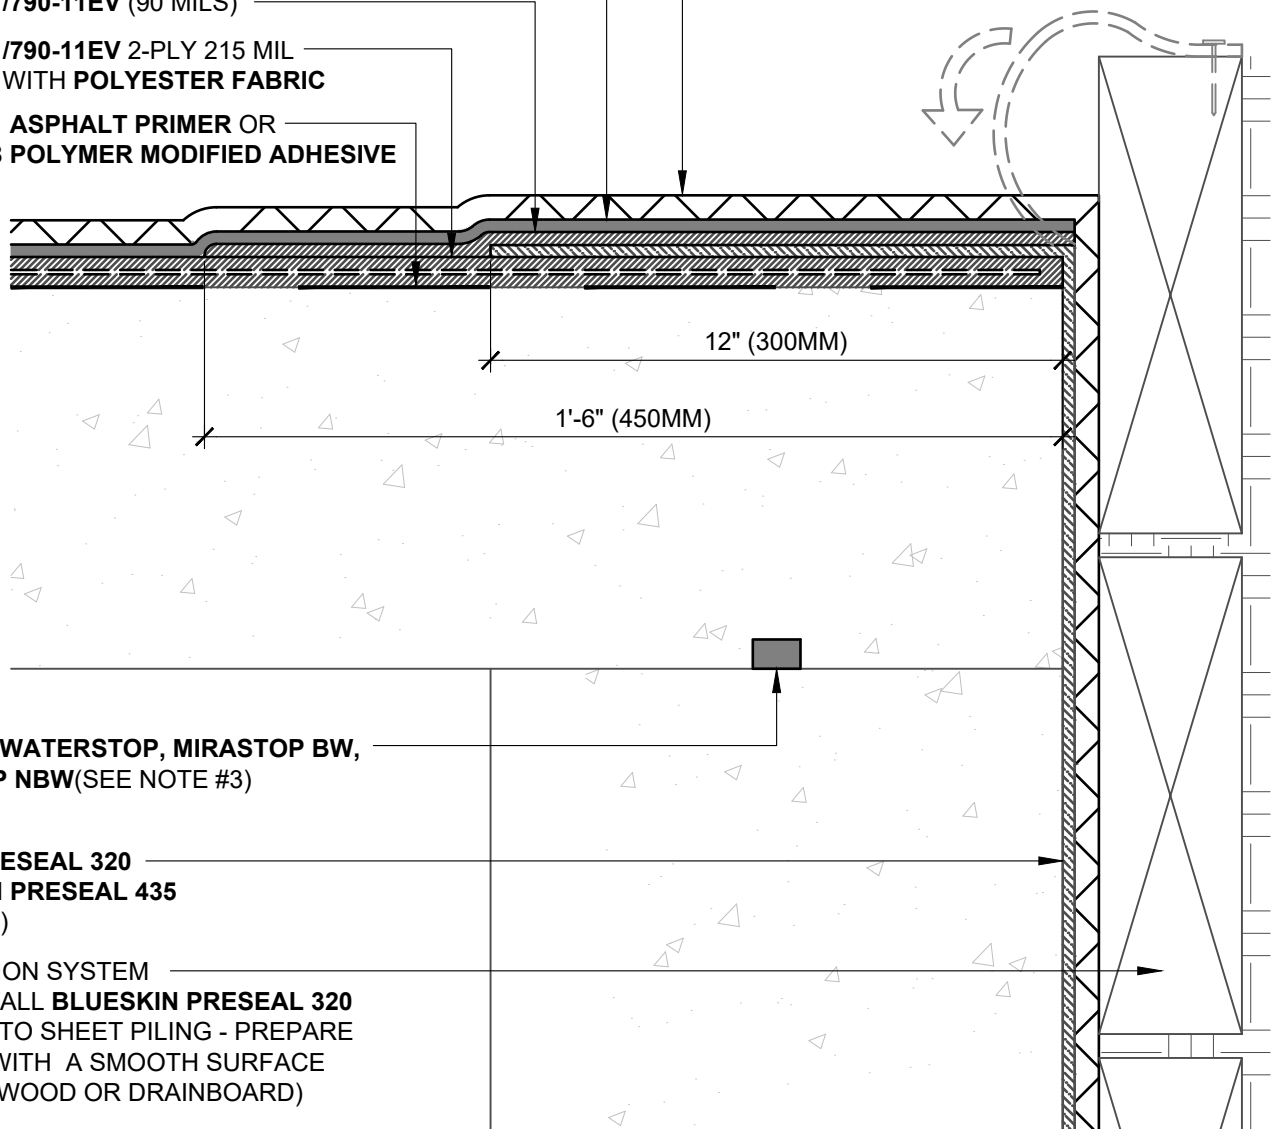 /790-11EV (90 MILS)
/790-11EV 2-PLY 215 MIL
WITH POLYESTER FABRIC
ASPHALT PRIMER OR
POLYMER MODIFIED ADHESIVE
12" (300MM)
1'-6" (450MM)
WATERSTOP, MIRASTOP BW,
P NBW(SEE NOTE #3)
ESEAL 320
PRESEAL 435
)
ON SYSTEM
ALL BLUESKIN PRESEAL 320
TO SHEET PILING - PREPARE
WITH A SMOOTH SURFACE
WOOD OR DRAINBOARD)